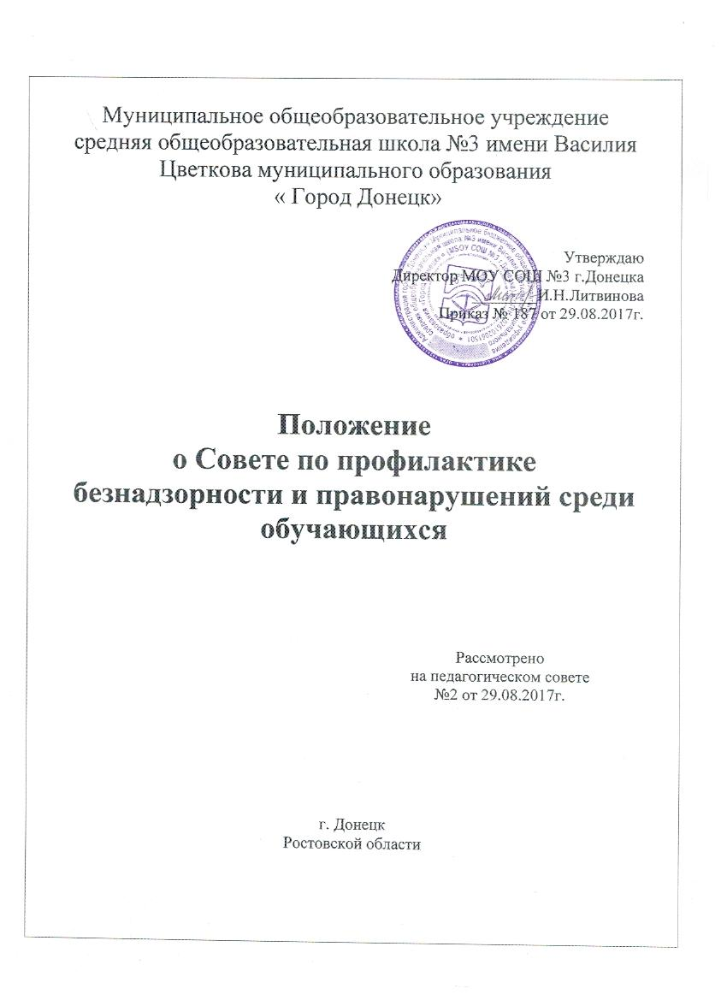 Муниципальное общеобразовательное учреждение
средняя общеобразовательная школа №3 имени Василия
Цветкова муниципального образования
« Город Донецк»
Утверждаю
Директор МОУ СОШ №3 г.Донецка
И.Н.Литвинова
Приказ № 187 от 29.08.2017г.
Положение
о Совете по профилактике
безнадзорности и правонарушений среди
обучающихся
Рассмотрено
на педагогическом совете
№2 от 29.08.2017г.
г. Донецк
Ростовской области